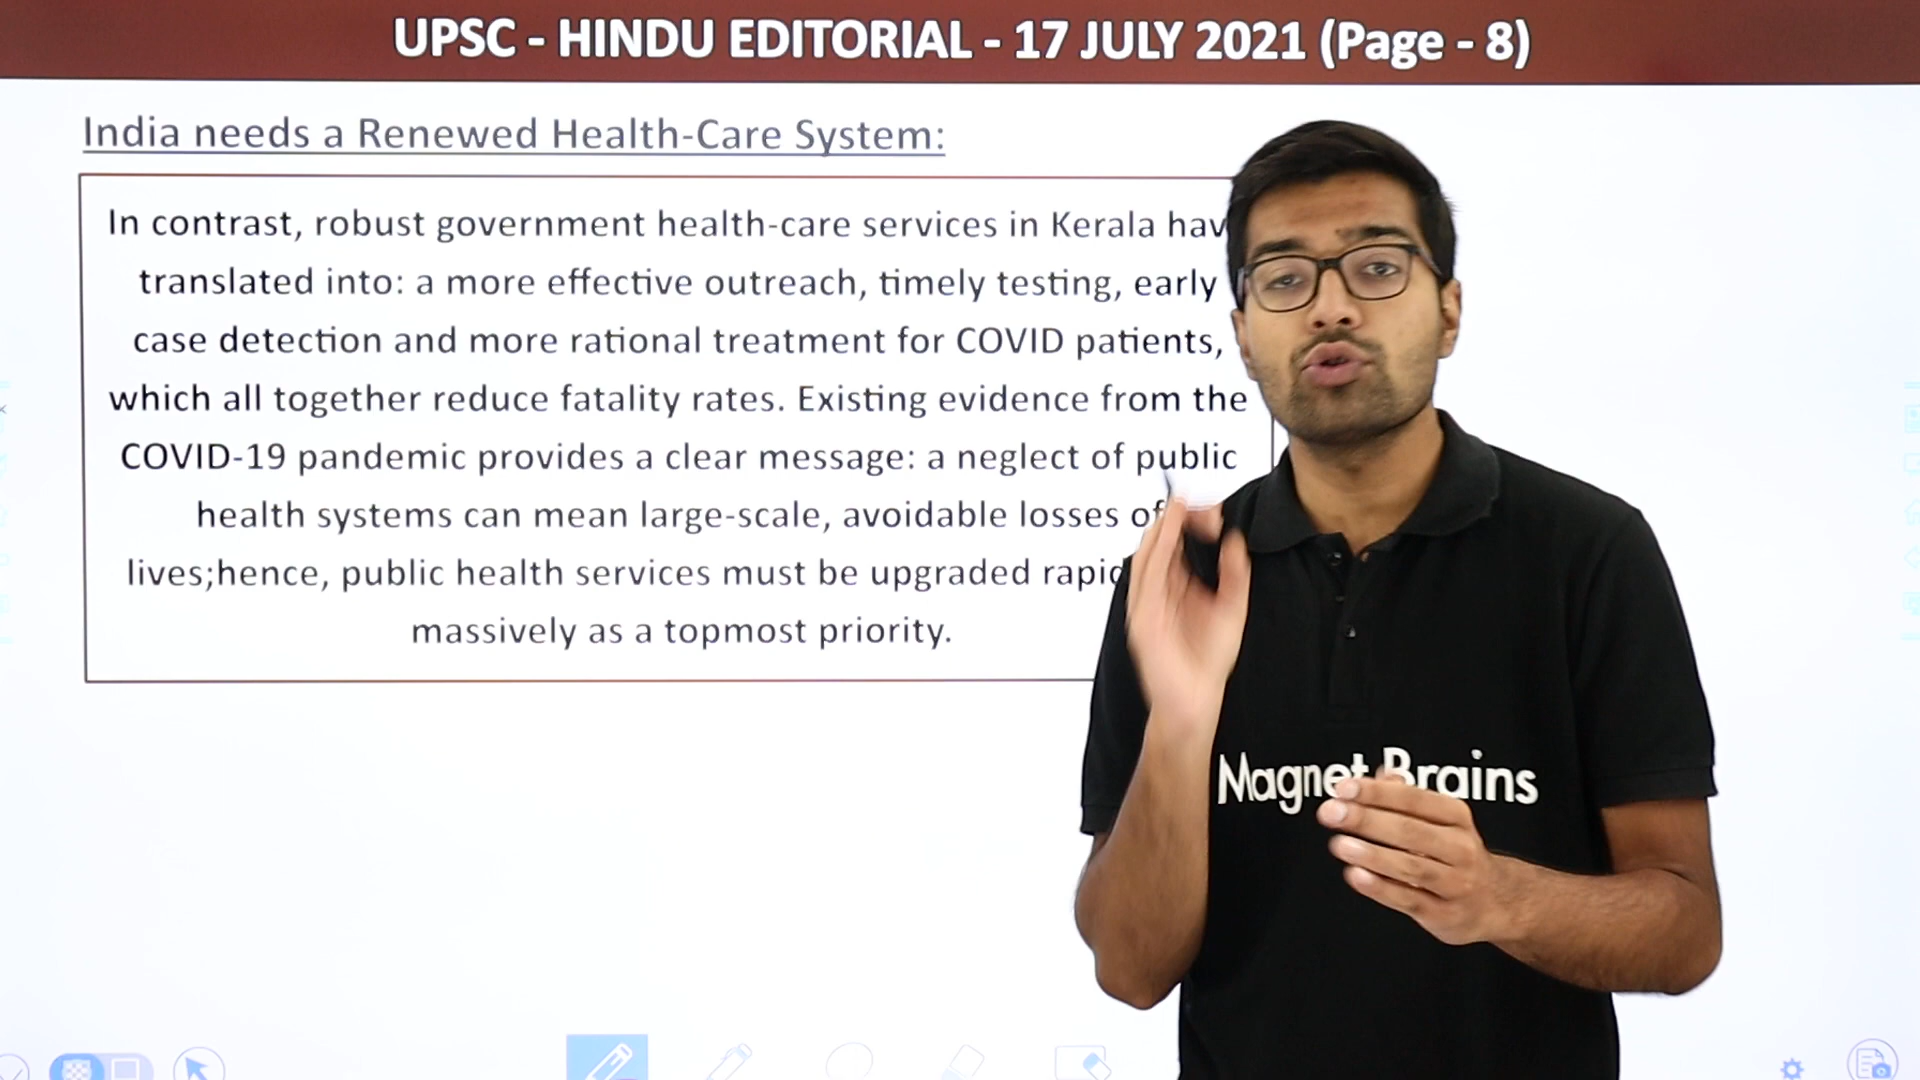 UPSC - HINDU EDITORIAL - 17 JULY 2021 (Page - 8)
India needs a Renewed Health-Care System:
In contrast, robust government health-care services in Kerala hav
translated into: a more effective outreach, timely testing, early
case detection and more rational treatment for COVID patients,
which all together reduce fatality rates. Existing evidence from the
COVID-19 pandemic provides a clear message: a neglect of public
health systems can mean large-scale, avoidable losses of
lives;hence, public health services must be upgraded rapid
massively as a topmost priority.
Magnet Brains